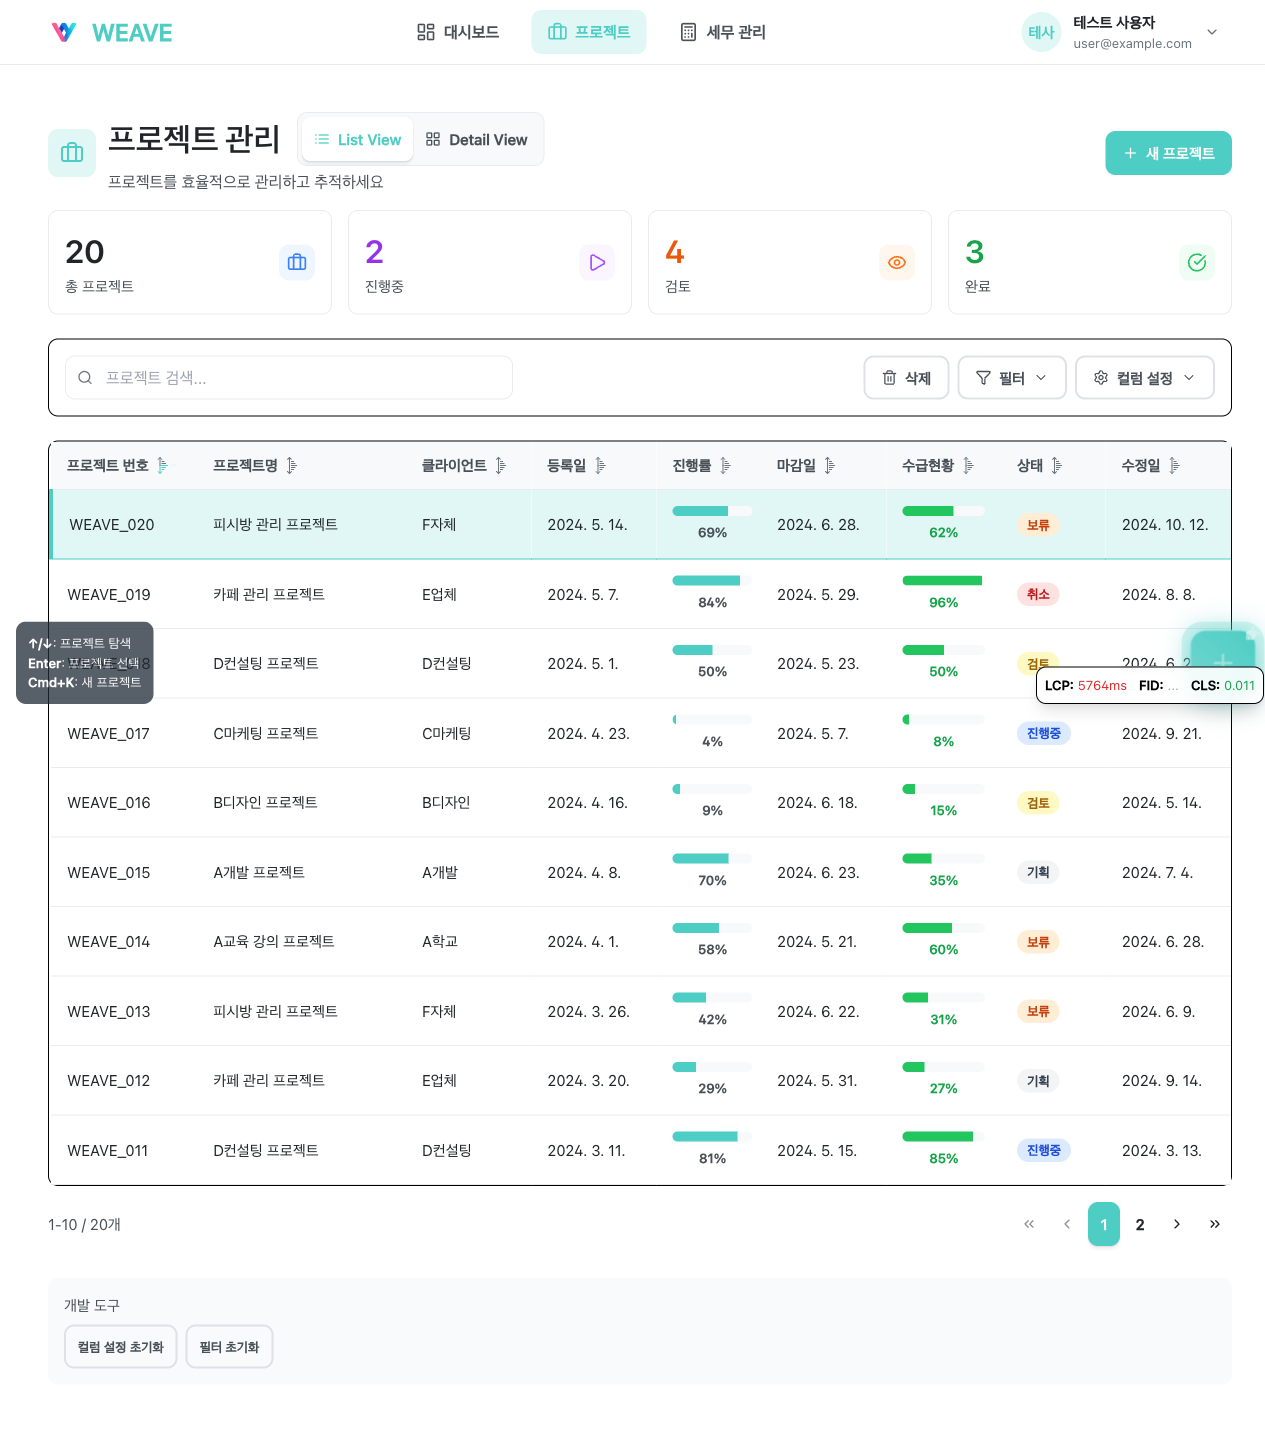 WEAVE
대시보드
프로젝트
세무 관리
테사
테스트 사용자
user@example.com
프로젝트 관리
List View
Detail View
프로젝트를 효율적으로 관리하고 추적하세요
새 프로젝트
20
총 프로젝트
2
진행중
4
검토
3
완료
프로젝트 검색...
삭제
필터
컬럼 설정
프로젝트 번호 프로젝트명 클라이언트 등록일 진행률 마감일 수급현황 상태 수정일
WEAVE_020 피시방 관리 프로젝트 F자체 2024. 5. 14. 69% 2024. 6. 28. 62% 보류 2024. 10. 12.
WEAVE_019 카페 관리 프로젝트 E업체 2024. 5. 7. 84% 2024. 5. 29. 96% 취소 2024. 8. 8.
D컨설팅 프로젝트 D컨설팅 2024. 5. 1. 50% 2024. 5. 23. 50% 검토 2024. 6. 2
↑/↓: 프로젝트 탐색
Enter: 프로젝트 선택
Cmd+K: 새 프로젝트
LCP: 5764ms FID: ... CLS: 0.011
WEAVE_017 C마케팅 프로젝트 C마케팅 2024. 4. 23. 4% 2024. 5. 7. 8% 진행중 2024. 9. 21.
WEAVE_016 B디자인 프로젝트 B디자인 2024. 4. 16. 9% 2024. 6. 18. 15% 검토 2024. 5. 14.
WEAVE_015 A개발 프로젝트 A개발 2024. 4. 8. 70% 2024. 6. 23. 35% 기획 2024. 7. 4.
WEAVE_014 A교육 강의 프로젝트 A학교 2024. 4. 1. 58% 2024. 5. 21. 60% 보류 2024. 6. 28.
WEAVE_013 피시방 관리 프로젝트 F자체 2024. 3. 26. 42% 2024. 6. 22. 31% 보류 2024. 6. 9.
WEAVE_012 카페 관리 프로젝트 E업체 2024. 3. 20. 29% 2024. 5. 31. 27% 기획 2024. 9. 14.
WEAVE_011 D컨설팅 프로젝트 D컨설팅 2024. 3. 11. 81% 2024. 5. 15. 85% 진행중 2024. 3. 13.
1-10 / 20개
1
2
개발 도구
컬럼 설정 초기화
필터 초기화